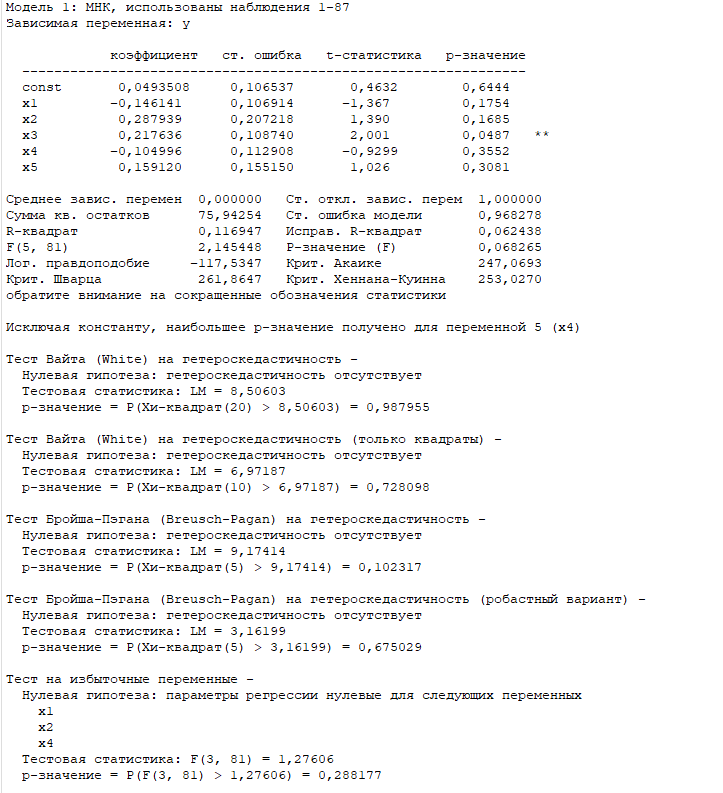 Модель 1: МНК, использованы наблюдения 1-87
Зависимая переменная: y
коэффициент ст. ошибка t-статистика p-значение
----------------------------------------------------------------
const 0,0493508 0,106537 0,4632 0,6444
x1 −0,146141 0,106914 −1,367 0,1754
x2 0,287939 0,207218 1,390 0,1685
x3 0,217636 0,108740 2,001 0,0487 **
x4 −0,104996 0,112908 −0,9299 0,3552
x5 0,159120 0,155150 1,026 0,3081
Среднее завис. перемен 0,000000 Ст. откл. завис. перем 1,000000
Сумма кв. остатков 75,94254 Ст. ошибка модели 0,968278
R-квадрат 0,116947 Исправ. R-квадрат 0,062438
F(5, 81) 2,145448 Р-значение (F) 0,068265
Лог. правдоподобие −117,5347 Крит. Акаике 247,0693
Крит. Шварца 261,8647 Крит. Хеннана-Куинна 253,0270
обратите внимание на сокращенные обозначения статистики
Исключая константу, наибольшее р-значение получено для переменной 5 (x4)
Тест Вайта (White) на гетероскедастичность -
Нулевая гипотеза: гетероскедастичность отсутствует
Тестовая статистика: LM = 8,50603
р-значение = P(Хи-квадрат(20) > 8,50603) = 0,987955
Тест Вайта (White) на гетероскедастичность (только квадраты) -
Нулевая гипотеза: гетероскедастичность отсутствует
Тестовая статистика: LM = 6,97187
р-значение = P(Хи-квадрат(10) > 6,97187) = 0,728098
Тест Бройша-Пэгана (Breusch-Pagan) на гетероскедастичность -
Нулевая гипотеза: гетероскедастичность отсутствует
Тестовая статистика: LM = 9,17414
р-значение = P(Хи-квадрат(5) > 9,17414) = 0,102317
Тест Бройша-Пэгана (Breusch-Pagan) на гетероскедастичность (робастный вариант) -
Нулевая гипотеза: гетероскедастичность отсутствует
Тестовая статистика: LM = 3,16199
р-значение = P(Хи-квадрат(5) > 3,16199) = 0,675029
Тест на избыточные переменные -
Нулевая гипотеза: параметры регрессии нулевые для следующих переменных
x1
x2
x4
Тестовая статистика: F(3, 81) = 1,27606
р-значение = P(F(3, 81) > 1,27606) = 0,288177